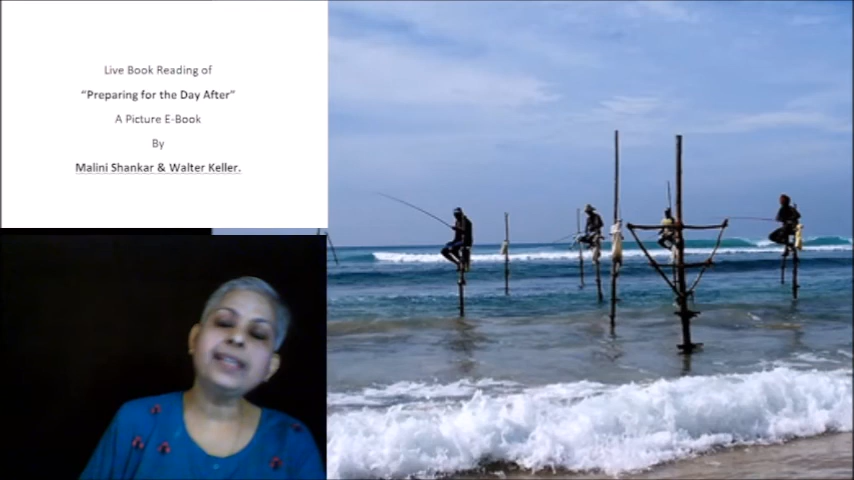 Live Book Reading of
“Preparing for the Day After”
A Picture E-Book
By
Malini Shankar & Walter Keller.